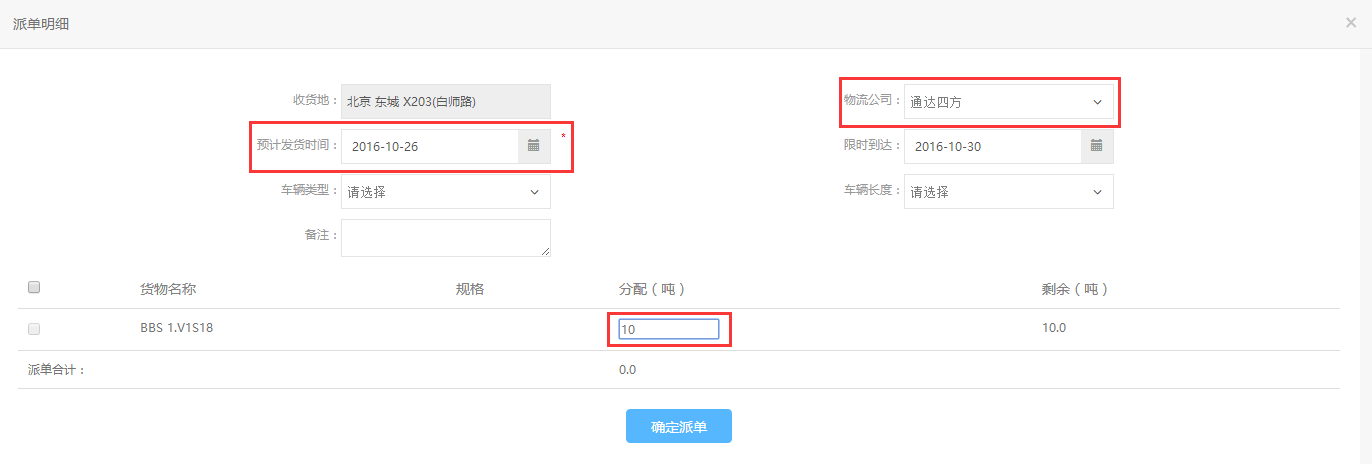 派单明细 ×
收货地： 北京 东城 X203(白师路) 物流公司： 通达四方
预计发货时间： 2016-10-26 * 限时到达： 2016-10-30
车辆类型： 请选择 车辆长度： 请选择
备注：
货物名称 规格 分配（吨） 剩余（吨）
BBS 1.V1S18 10 10.0
派单合计： 0.0
确定派单